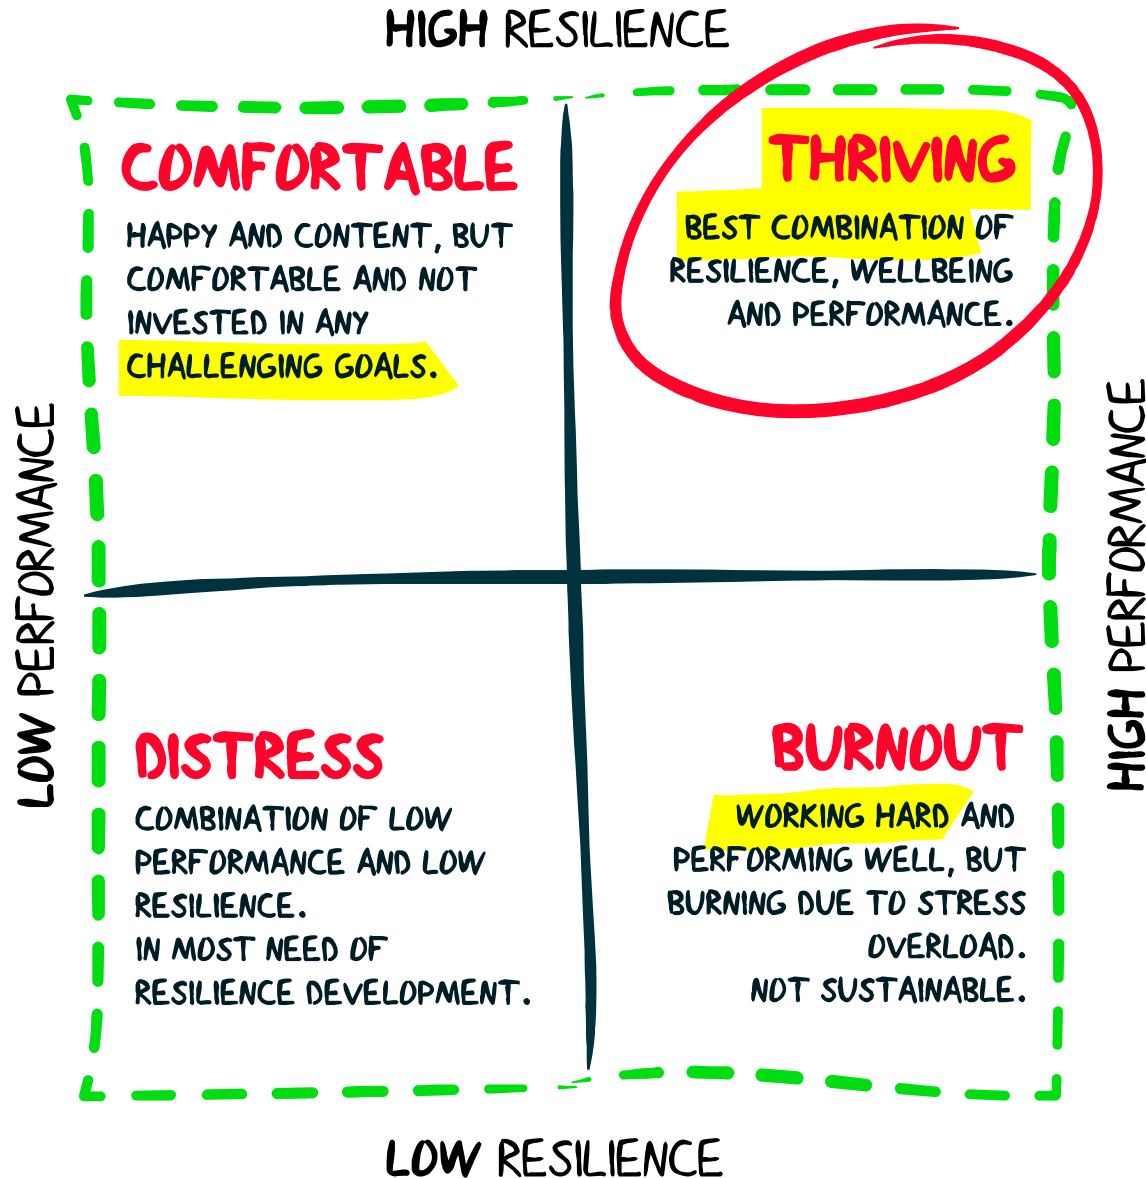 HIGH RESILIENCE
COMFORTABLE
HAPPY AND CONTENT, BUT
COMFORTABLE AND NOT
INVESTED IN ANY
CHALLENGING GOALS.
THRIVING
BEST COMBINATION OF
RESILIENCE, WELLBEING
AND PERFORMANCE.
LOW PERFORMANCE
HIGH PERFORMANCE
DISTRESS
COMBINATION OF LOW
PERFORMANCE AND LOW
RESILIENCE.
IN MOST NEED OF
RESILIENCE DEVELOPMENT.
BURNOUT
WORKING HARD AND
PERFORMING WELL, BUT
BURNING DUE TO STRESS
OVERLOAD.
NOT SUSTAINABLE.
LOW RESILIENCE